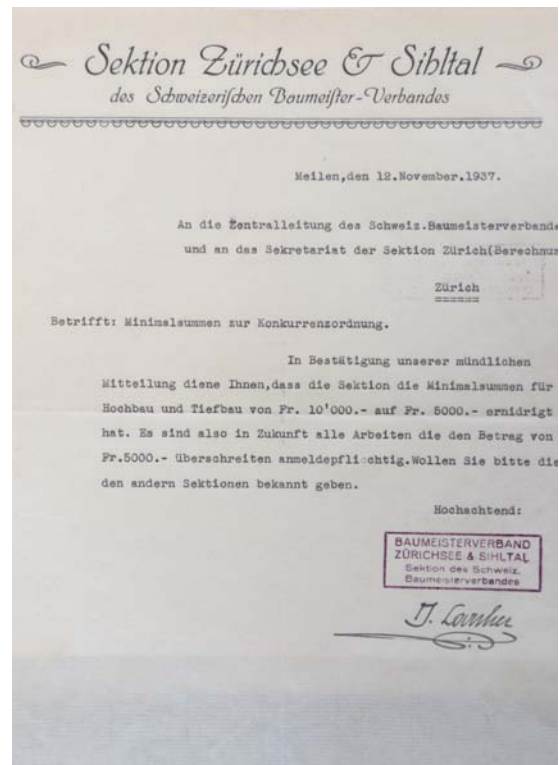 Sektion Zürichsee & Sihltal
des Schweizerischen Baumeister-Verbandes
Meilen,den 12.November.1937.
An die Zentralleitung des Schweiz.Baumeisterverbande
und an das Sekretariat der Sektion Zürich(Berechnun
Zürich
Betrifft: Minimalsummen zur Konkurrenzordnung.
In Bestätigung unserer mündlichen
Mitteilung diene Ihnen,dass die Sektion die Minimalsummen für
Hochbau und Tiefbau von Fr. 10'000.- auf Fr. 5000.- ernidrigt
hat. Es sind also in Zukunft alle Arbeiten die den Betrag von
Fr.5000.- überschreiten anmeldepflichtig.Wollen Sie bitte die
den andern Sektionen bekannt geben.
Hochachtend:
BAUMEISTERVERBAND
ZÜRICHSEE & SIHLTAL
Sektion des Schweiz.
Baumeisterverbandes